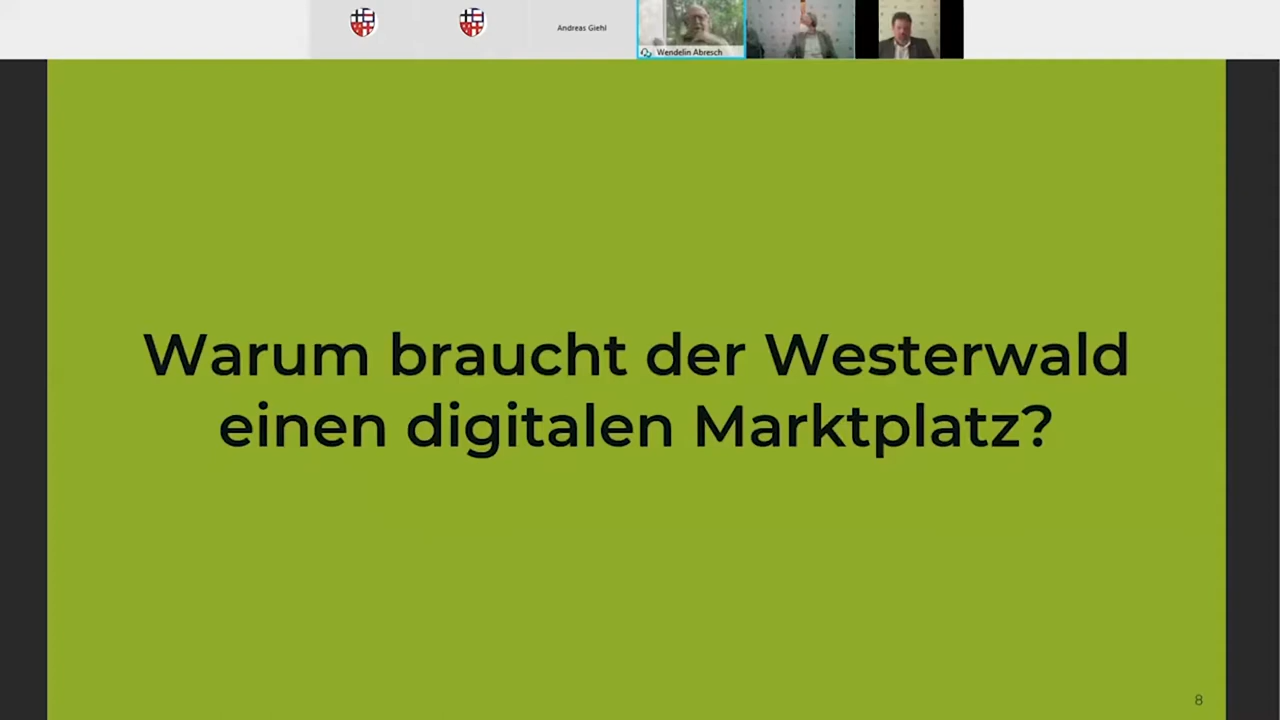 Andreas Giehl
Wendelin Abresch
Warum braucht der Westerwald
einen digitalen Marktplatz?
8